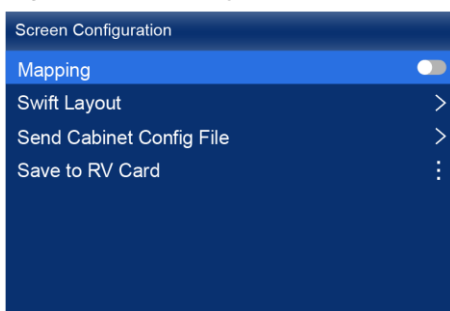 Screen Configuration
Mapping
Swift Layout
Send Cabinet Config File
Save to RV Card